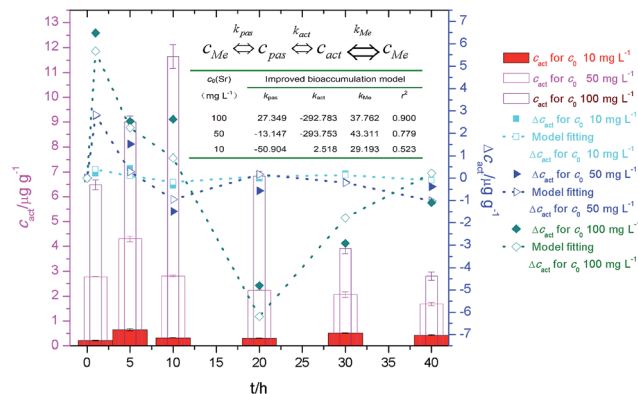 13
12
11
10
9
8
7
6
5
4
3
2
1
0
c_act/μg g⁻¹
k_pas k_act k_Me
c_Me ⇔ c_pas ⇔ c_act ⇔ c_Me
c₀(Sr) Improved bioaccumulation model
(mg L⁻¹) k_pas k_act k_Me r²
100 27.349 -292.783 37.762 0.900
50 -13.147 -293.753 43.311 0.779
10 -50.904 2.518 29.193 0.523
0 5 10 15 20 25 30 35 40
t/h
7
6
5
4
3
2
1
0
-1
-2
-3
-4
-5
-6
-7
Δc_act/μg g⁻¹
c_act for c₀ 10 mg L⁻¹
c_act for c₀ 50 mg L⁻¹
c_act for c₀ 100 mg L⁻¹
Δc_act for c₀ 10 mg L⁻¹
Model fitting
Δc_act for c₀ 10 mg L⁻¹
Δc_act for c₀ 50 mg L⁻¹
Model fitting
Δc_act for c₀ 50 mg L⁻¹
Δc_act for c₀ 100 mg L⁻¹
Model fitting
Δc_act for c₀ 100 mg L⁻¹